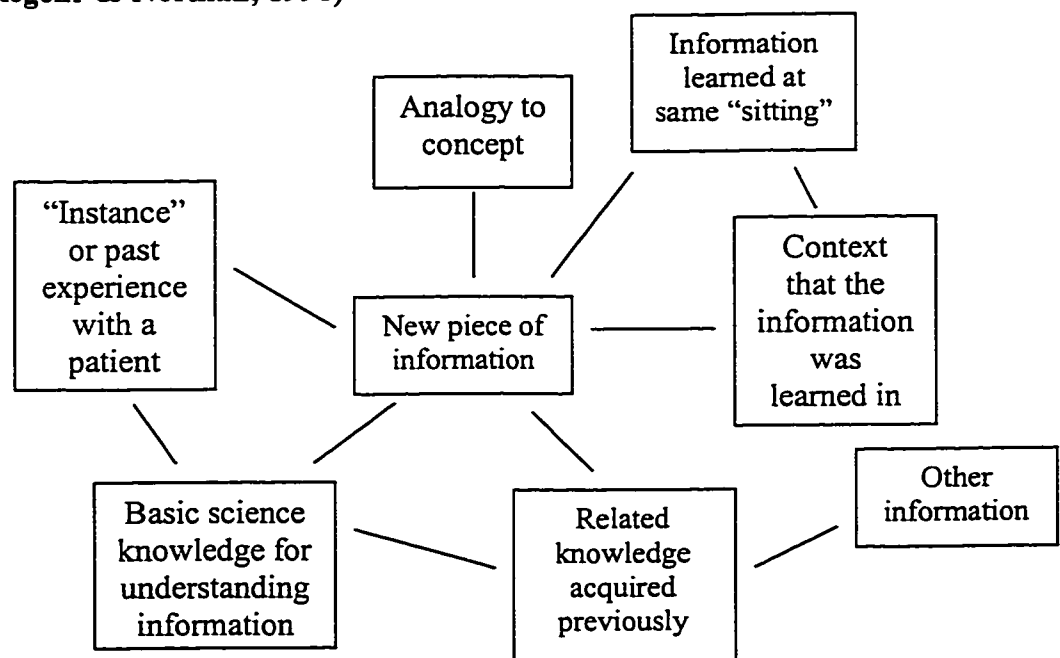 Information
learned at
same “sitting”
Analogy to
concept
“Instance”
or past
experience
with a
patient
New piece of
information
Context
that the
information
was
learned in
Basic science
knowledge for
understanding
information
Related
knowledge
acquired
previously
Other
information